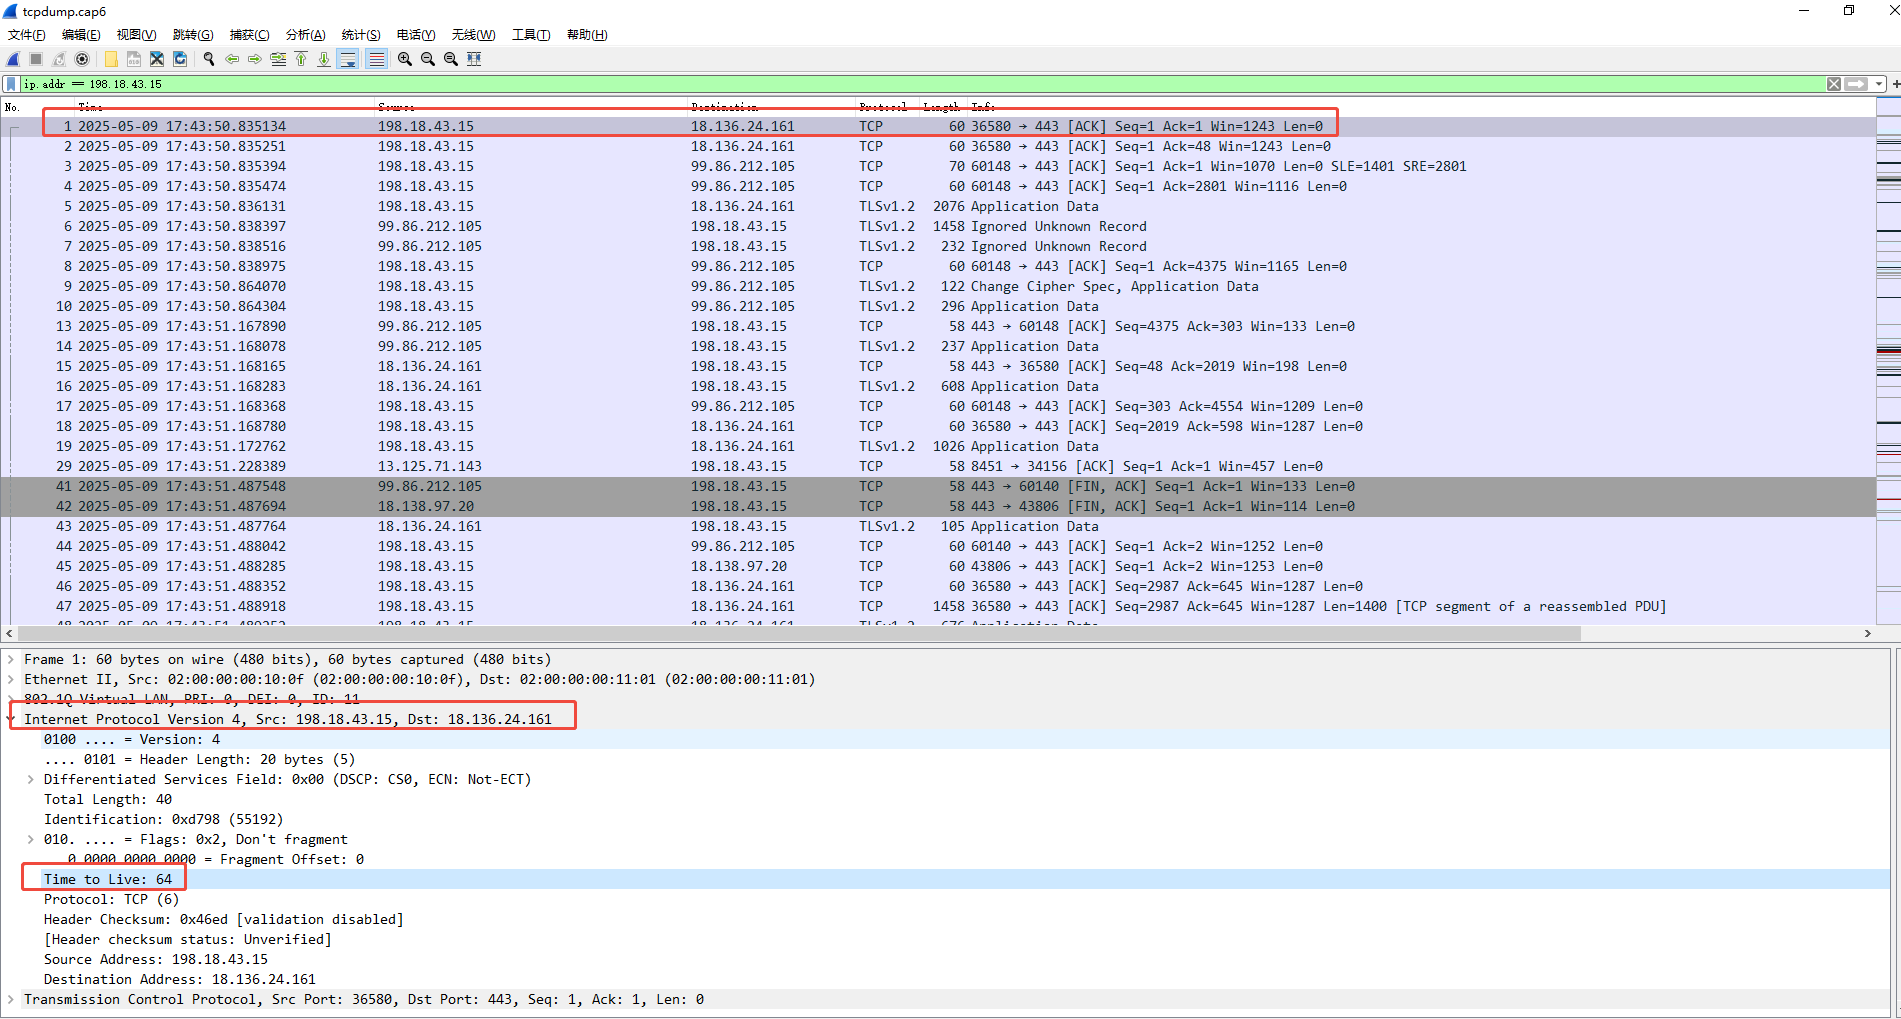 tcpdump.cap6
文件(F) 编辑(E) 视图(V) 跳转(G) 捕获(C) 分析(A) 统计(S) 电话(Y) 无线(W) 工具(T) 帮助(H)
ip.addr == 198.18.43.15
No. Time Source Destination Protocol Length Info
1 2025-05-09 17:43:50.835134 198.18.43.15 18.136.24.161 TCP 60 36580 → 443 [ACK] Seq=1 Ack=1 Win=1243 Len=0
2 2025-05-09 17:43:50.835251 198.18.43.15 18.136.24.161 TCP 60 36580 → 443 [ACK] Seq=1 Ack=48 Win=1243 Len=0
3 2025-05-09 17:43:50.835394 198.18.43.15 99.86.212.105 TCP 70 60148 → 443 [ACK] Seq=1 Ack=1 Win=1070 Len=0 SLE=1401 SRE=2801
4 2025-05-09 17:43:50.835474 198.18.43.15 99.86.212.105 TCP 60 60148 → 443 [ACK] Seq=1 Ack=2801 Win=1116 Len=0
5 2025-05-09 17:43:50.836131 198.18.43.15 18.136.24.161 TLSv1.2 2076 Application Data
6 2025-05-09 17:43:50.838397 99.86.212.105 198.18.43.15 TLSv1.2 1458 Ignored Unknown Record
7 2025-05-09 17:43:50.838516 99.86.212.105 198.18.43.15 TLSv1.2 232 Ignored Unknown Record
8 2025-05-09 17:43:50.838975 198.18.43.15 99.86.212.105 TCP 60 60148 → 443 [ACK] Seq=1 Ack=4375 Win=1165 Len=0
9 2025-05-09 17:43:50.864070 198.18.43.15 99.86.212.105 TLSv1.2 122 Change Cipher Spec, Application Data
10 2025-05-09 17:43:50.864304 198.18.43.15 99.86.212.105 TLSv1.2 296 Application Data
13 2025-05-09 17:43:51.167890 99.86.212.105 198.18.43.15 TCP 58 443 → 60148 [ACK] Seq=4375 Ack=303 Win=133 Len=0
14 2025-05-09 17:43:51.168078 99.86.212.105 198.18.43.15 TLSv1.2 237 Application Data
15 2025-05-09 17:43:51.168165 18.136.24.161 198.18.43.15 TCP 58 443 → 36580 [ACK] Seq=48 Ack=2019 Win=198 Len=0
16 2025-05-09 17:43:51.168283 18.136.24.161 198.18.43.15 TLSv1.2 608 Application Data
17 2025-05-09 17:43:51.168368 198.18.43.15 99.86.212.105 TCP 60 60148 → 443 [ACK] Seq=303 Ack=4554 Win=1209 Len=0
18 2025-05-09 17:43:51.168780 198.18.43.15 18.136.24.161 TCP 60 36580 → 443 [ACK] Seq=2019 Ack=598 Win=1287 Len=0
19 2025-05-09 17:43:51.172762 198.18.43.15 18.136.24.161 TLSv1.2 1026 Application Data
29 2025-05-09 17:43:51.228389 13.125.71.143 198.18.43.15 TCP 58 8451 → 34156 [ACK] Seq=1 Ack=1 Win=457 Len=0
41 2025-05-09 17:43:51.487548 99.86.212.105 198.18.43.15 TCP 58 443 → 60140 [FIN, ACK] Seq=1 Ack=1 Win=133 Len=0
42 2025-05-09 17:43:51.487694 18.138.97.20 198.18.43.15 TCP 58 443 → 43806 [FIN, ACK] Seq=1 Ack=1 Win=114 Len=0
43 2025-05-09 17:43:51.487764 18.136.24.161 198.18.43.15 TLSv1.2 105 Application Data
44 2025-05-09 17:43:51.488042 198.18.43.15 99.86.212.105 TCP 60 60140 → 443 [ACK] Seq=1 Ack=2 Win=1252 Len=0
45 2025-05-09 17:43:51.488285 198.18.43.15 18.138.97.20 TCP 60 43806 → 443 [ACK] Seq=1 Ack=2 Win=1253 Len=0
46 2025-05-09 17:43:51.488352 198.18.43.15 18.136.24.161 TCP 60 36580 → 443 [ACK] Seq=2987 Ack=645 Win=1287 Len=0
47 2025-05-09 17:43:51.488918 198.18.43.15 18.136.24.161 TCP 1458 36580 → 443 [ACK] Seq=2987 Ack=645 Win=1287 Len=1400 [TCP segment of a reassembled PDU]
48 2025-05-09 17:43:51.489252 198.18.43.15 18.136.24.161 TLSv1.2 676 Application Data
Frame 1: 60 bytes on wire (480 bits), 60 bytes captured (480 bits)
Ethernet II, Src: 02:00:00:00:10:0f (02:00:00:00:10:0f), Dst: 02:00:00:00:11:01 (02:00:00:00:11:01)
802.1Q Virtual LAN, PRI: 0, DEI: 0, ID: 11
Internet Protocol Version 4, Src: 198.18.43.15, Dst: 18.136.24.161
0100 .... = Version: 4
.... 0101 = Header Length: 20 bytes (5)
Differentiated Services Field: 0x00 (DSCP: CS0, ECN: Not-ECT)
Total Length: 40
Identification: 0xd798 (55192)
010. .... = Flags: 0x2, Don't fragment
0 0000 0000 0000 = Fragment Offset: 0
Time to Live: 64
Protocol: TCP (6)
Header Checksum: 0x46ed [validation disabled]
[Header checksum status: Unverified]
Source Address: 198.18.43.15
Destination Address: 18.136.24.161
Transmission Control Protocol, Src Port: 36580, Dst Port: 443, Seq: 1, Ack: 1, Len: 0